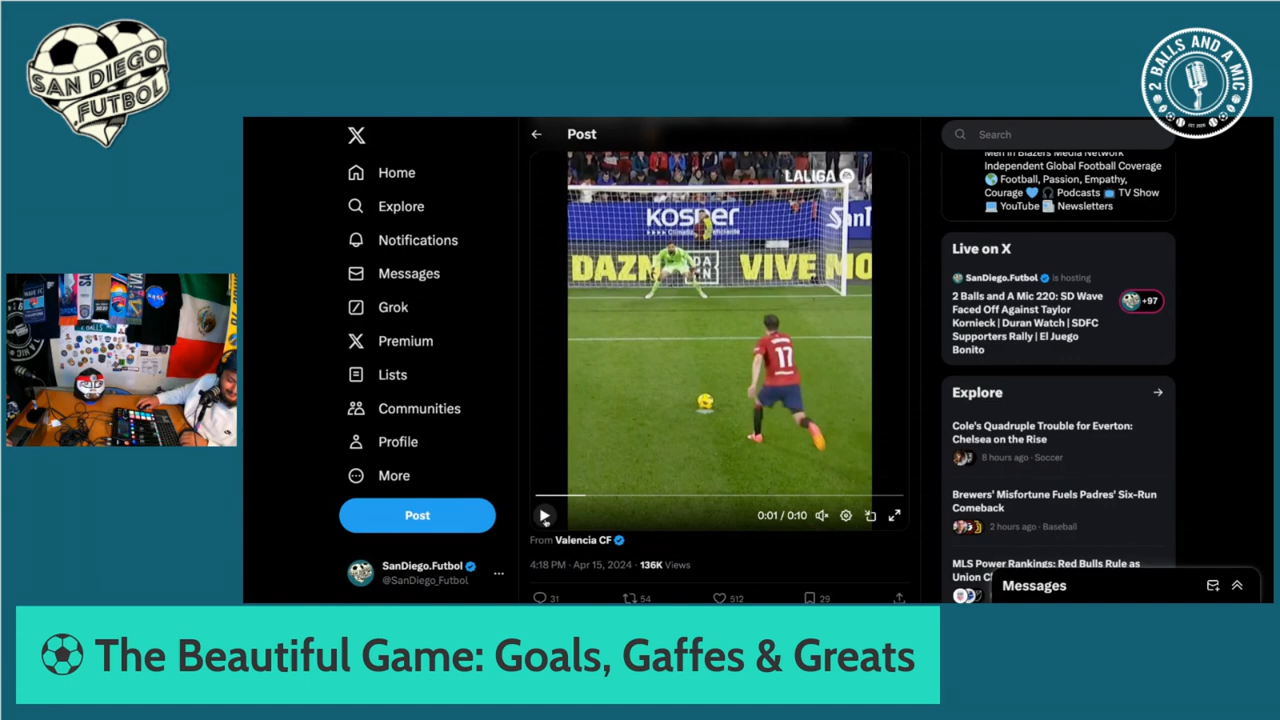 SAN DIEGO
.FUTBOL
2 BALLS AND A MIC
EST. 2020
Home
Explore
Notifications
Messages
Grok
Premium
Lists
Communities
Profile
More
Post
SanDiego.Futbol
@SanDiego_Futbol
Post
LALIGA
KOSNER
DAZN
DA
ZN
VIVE MO
17
0:01 / 0:10
From Valencia CF
4:18 PM · Apr 15, 2024 · 136K Views
31
54
512
29
Search
Men in Blazers Media Network
Independent Global Football Coverage
Football, Passion, Empathy,
Courage Podcasts TV Show
YouTube Newsletters
Live on X
SanDiego.Futbol is hosting
2 Balls and A Mic 220: SD Wave
Faced Off Against Taylor
Kornieck | Duran Watch | SDFC
Supporters Rally | El Juego
Bonito
+97
Explore
Cole's Quadruple Trouble for Everton:
Chelsea on the Rise
8 hours ago · Soccer
Brewers' Misfortune Fuels Padres' Six-Run
Comeback
2 hours ago · Baseball
MLS Power Rankings: Red Bulls Rule as
Union
Messages
NASA
The Beautiful Game: Goals, Gaffes & Greats